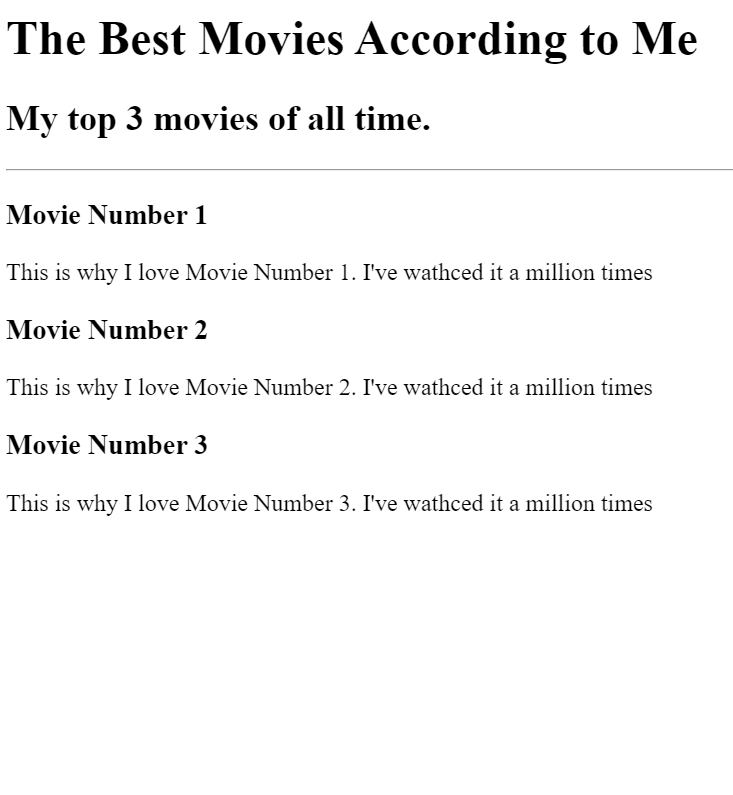 The Best Movies According to Me
My top 3 movies of all time.
Movie Number 1
This is why I love Movie Number 1. I've wathced it a million times
Movie Number 2
This is why I love Movie Number 2. I've wathced it a million times
Movie Number 3
This is why I love Movie Number 3. I've wathced it a million times